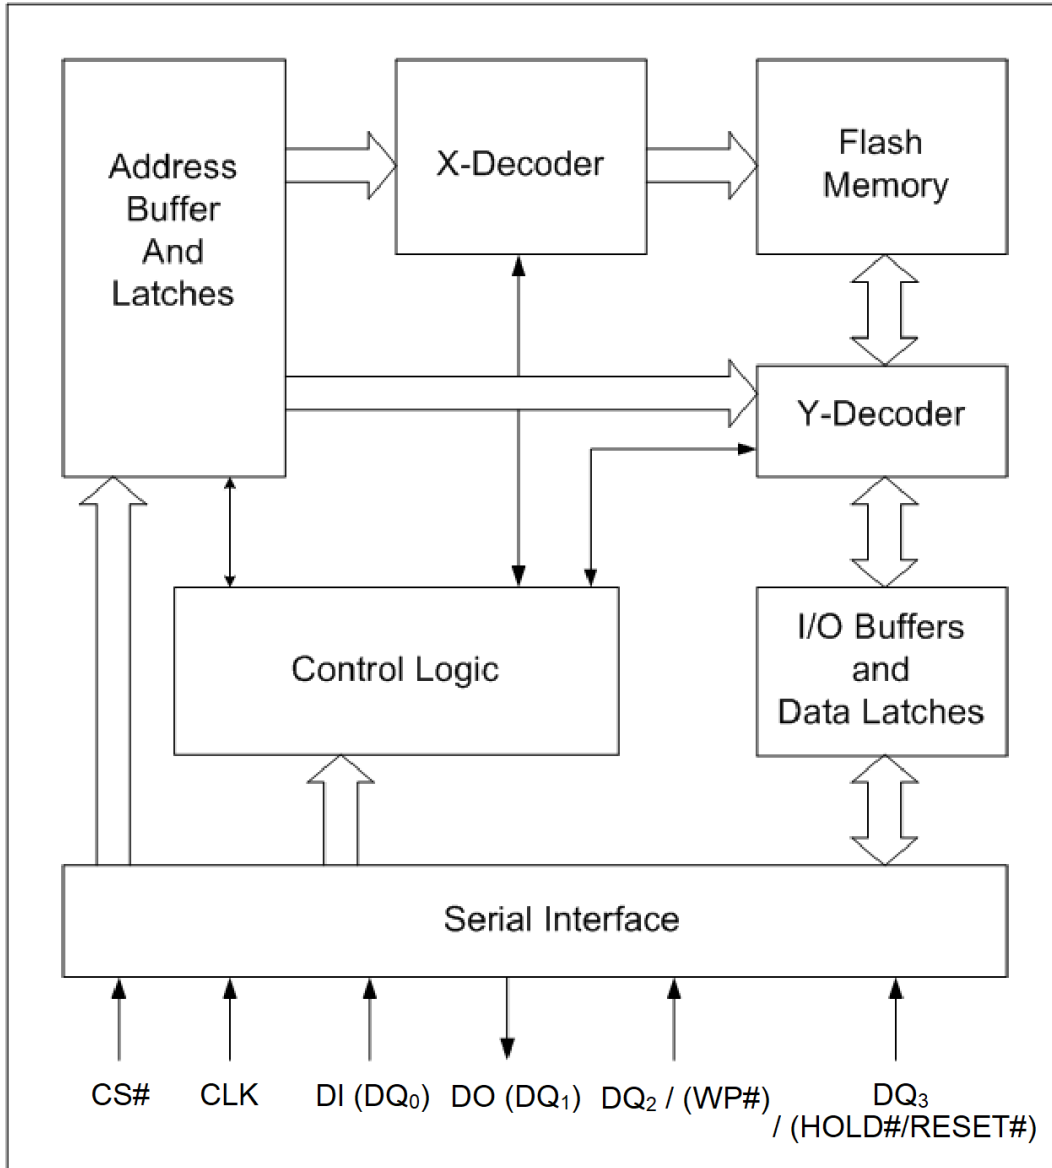 Address
Buffer
And
Latches
X-Decoder
Flash
Memory
Y-Decoder
Control Logic
I/O Buffers
and
Data Latches
Serial Interface
CS#
CLK
DI (DQ₀)
DO (DQ₁)
DQ₂ / (WP#)
DQ₃
/ (HOLD#/RESET#)